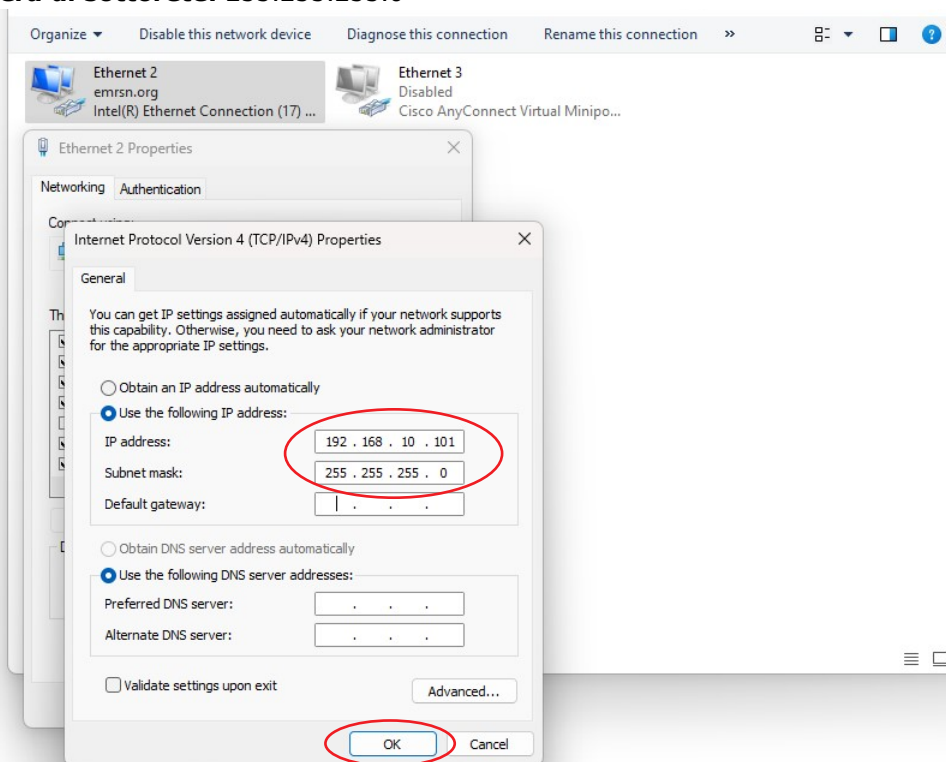 Organize Disable this network device Diagnose this connection Rename this connection »
Ethernet 2
emrsn.org
Intel(R) Ethernet Connection (17) ...
Ethernet 3
Disabled
Cisco AnyConnect Virtual Minipo...
Ethernet 2 Properties
Networking Authentication
Internet Protocol Version 4 (TCP/IPv4) Properties
General
You can get IP settings assigned automatically if your network supports
this capability. Otherwise, you need to ask your network administrator
for the appropriate IP settings.
Obtain an IP address automatically
Use the following IP address:
IP address: 192 . 168 . 10 . 101
Subnet mask: 255 . 255 . 255 . 0
Default gateway: . . .
Obtain DNS server address automatically
Use the following DNS server addresses:
Preferred DNS server: . . .
Alternate DNS server: . . .
Validate settings upon exit
Advanced...
OK Cancel